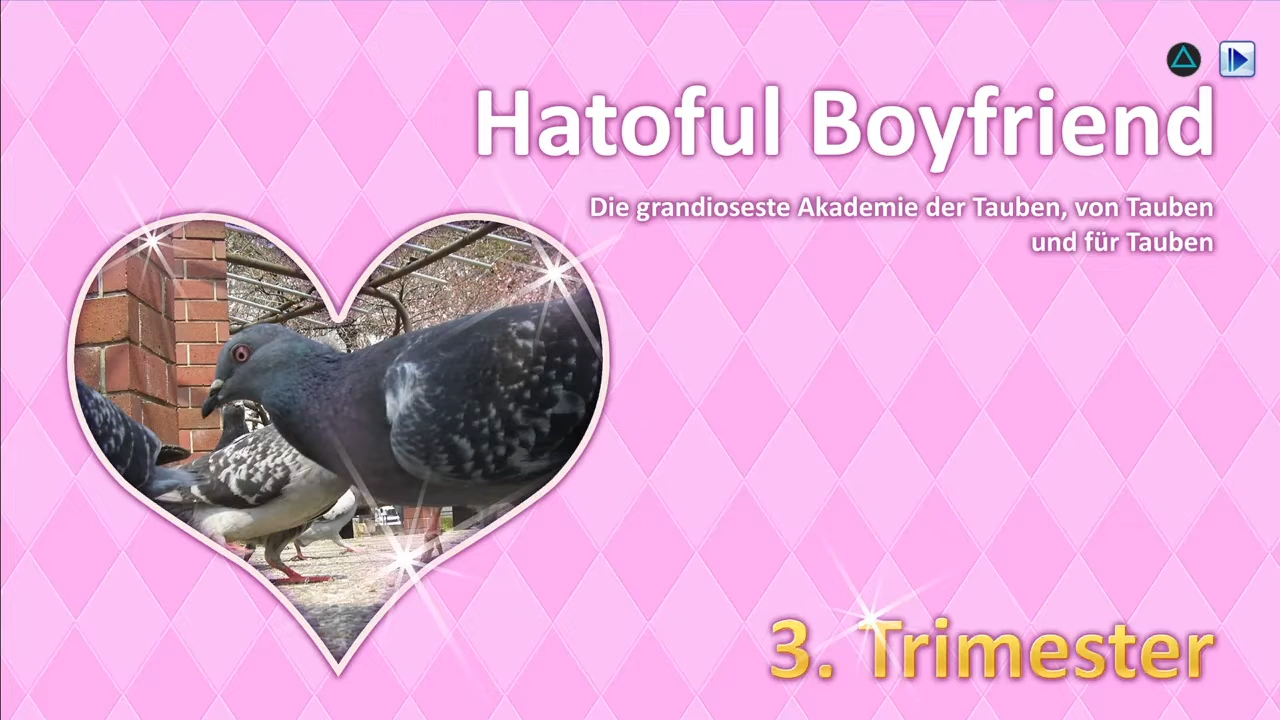 Hatoful Boyfriend
Die grandioseste Akademie der Tauben, von Tauben
und für Tauben
3. Trimester